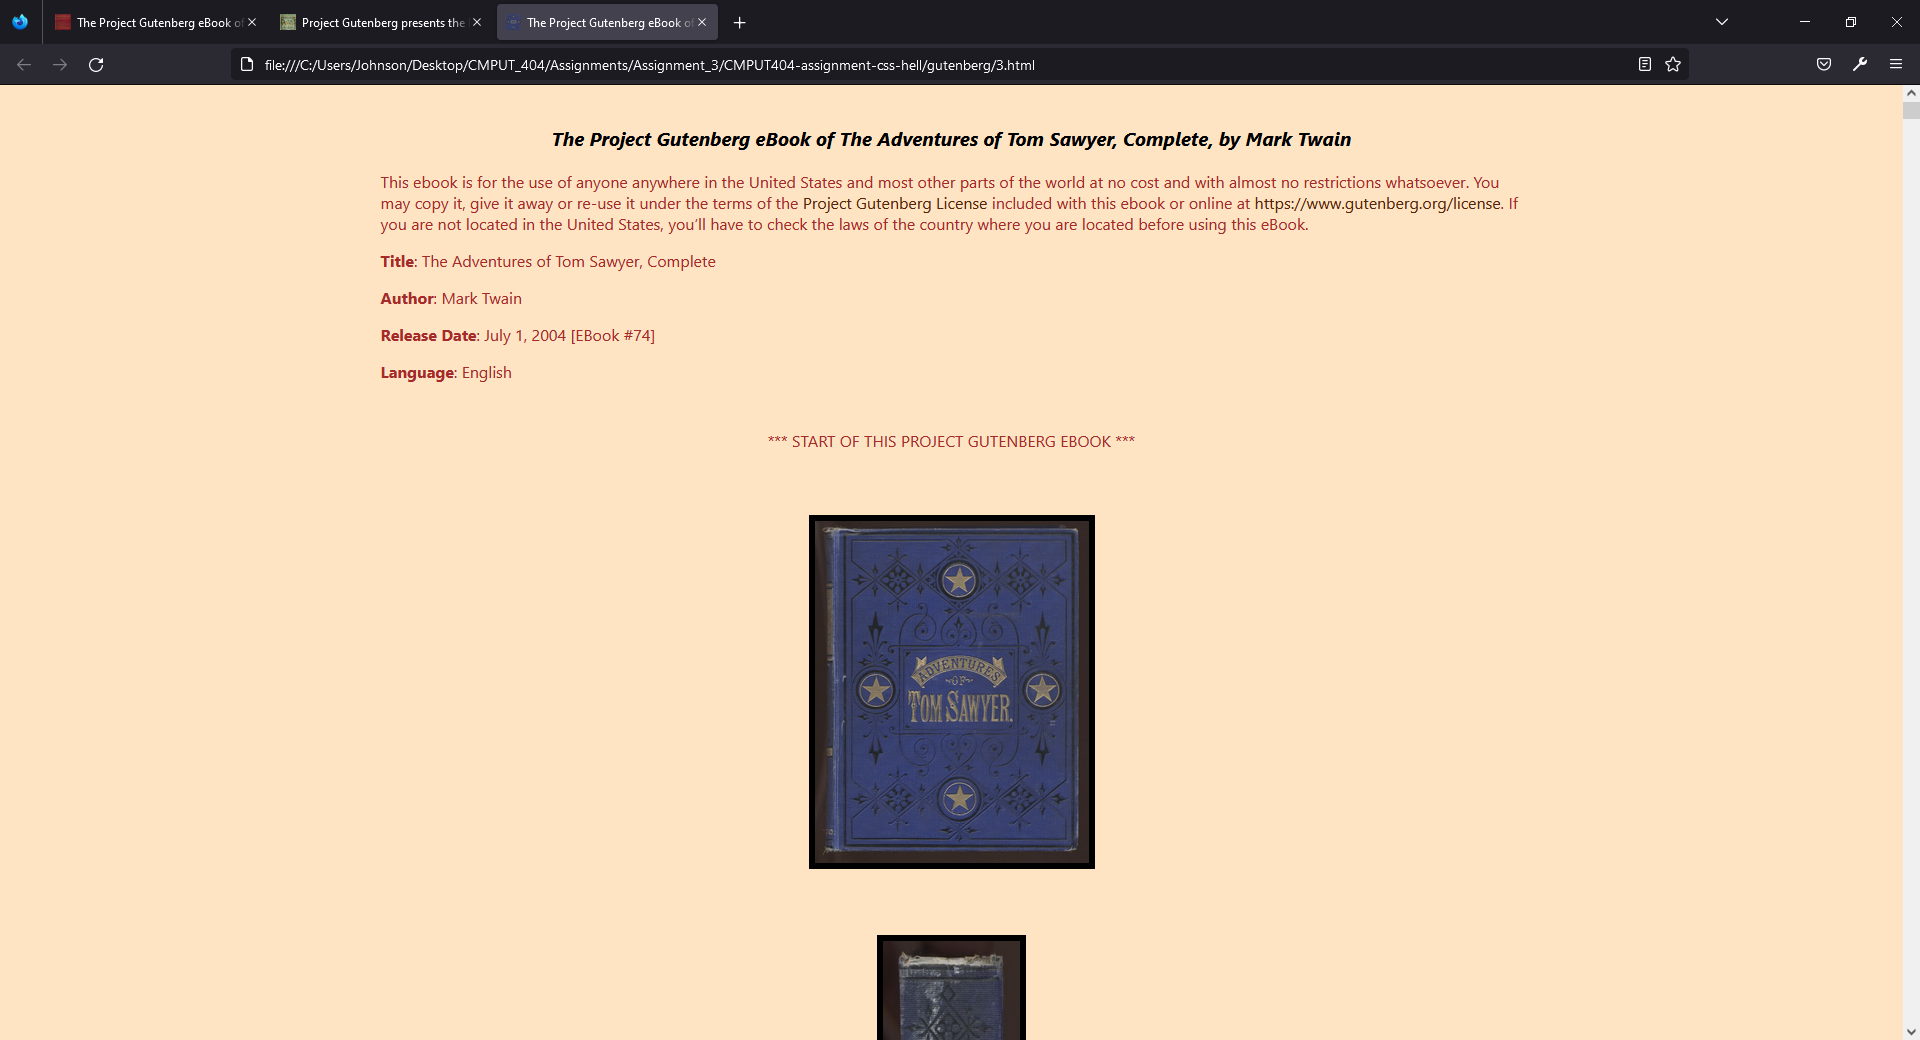 The Project Gutenberg eBook of
Project Gutenberg presents the
The Project Gutenberg eBook of
file:///C:/Users/Johnson/Desktop/CMPUT_404/Assignments/Assignment_3/CMPUT404-assignment-css-hell/gutenberg/3.html
The Project Gutenberg eBook of The Adventures of Tom Sawyer, Complete, by Mark Twain
This ebook is for the use of anyone anywhere in the United States and most other parts of the world at no cost and with almost no restrictions whatsoever. You
may copy it, give it away or re-use it under the terms of the Project Gutenberg License included with this ebook or online at https://www.gutenberg.org/license. If
you are not located in the United States, you’ll have to check the laws of the country where you are located before using this eBook.
Title: The Adventures of Tom Sawyer, Complete
Author: Mark Twain
Release Date: July 1, 2004 [EBook #74]
Language: English
*** START OF THIS PROJECT GUTENBERG EBOOK ***
ADVENTURES
OF
TOM SAWYER.